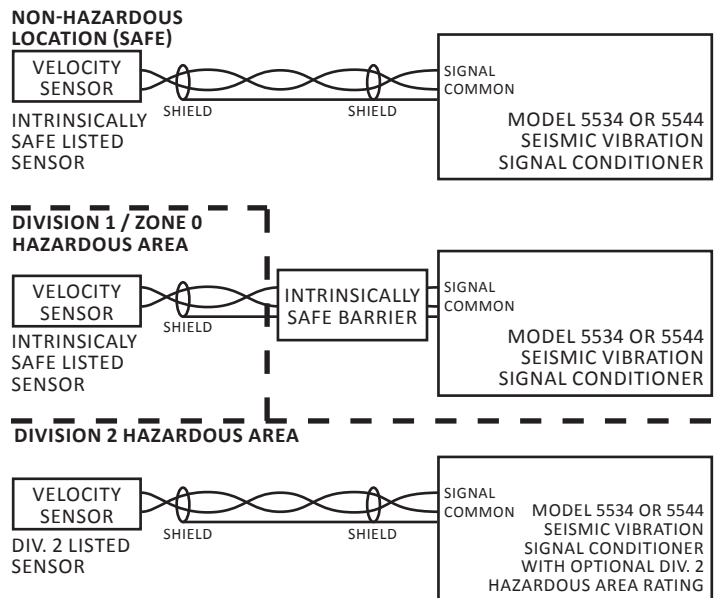 NON-HAZARDOUS
LOCATION (SAFE)
VELOCITY
SENSOR
INTRINSICALLY
SAFE LISTED
SENSOR
SHIELD
SHIELD
SIGNAL
COMMON
MODEL 5534 OR 5544
SEISMIC VIBRATION
SIGNAL CONDITIONER
DIVISION 1 / ZONE 0
HAZARDOUS AREA
VELOCITY
SENSOR
INTRINSICALY
SAFE LISTED
SENSOR
SHIELD
INTRINSICALLY
SAFE BARRIER
SIGNAL
COMMON
MODEL 5534 OR 5544
SEISMIC VIBRATION
SIGNAL CONDITIONER
DIVISION 2 HAZARDOUS AREA
VELOCITY
SENSOR
DIV. 2 LISTED
SENSOR
SHIELD
SHIELD
SIGNAL
COMMON
MODEL 5534 OR 5544
SEISMIC VIBRATION
SIGNAL CONDITIONER
WITH OPTIONAL DIV. 2
HAZARDOUS AREA RATING